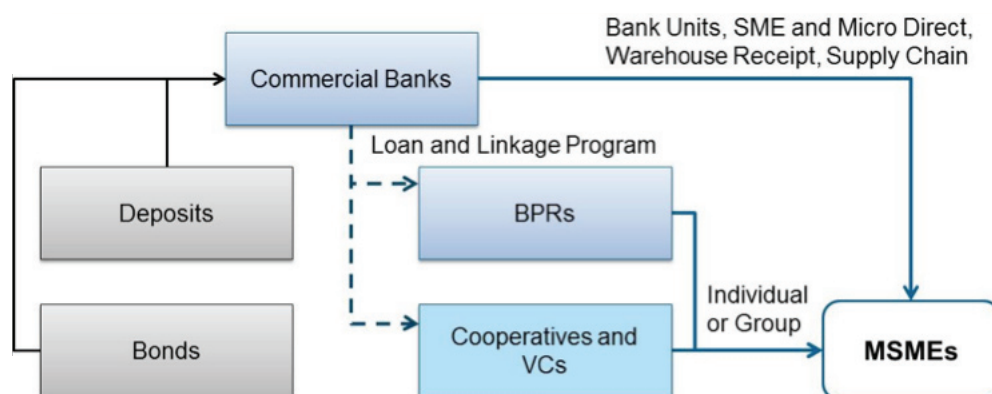 Bank Units, SME and Micro Direct,
Warehouse Receipt, Supply Chain
Commercial Banks
Loan and Linkage Program
Deposits
BPRs
Individual
or Group
Bonds
Cooperatives and
VCs
MSMEs